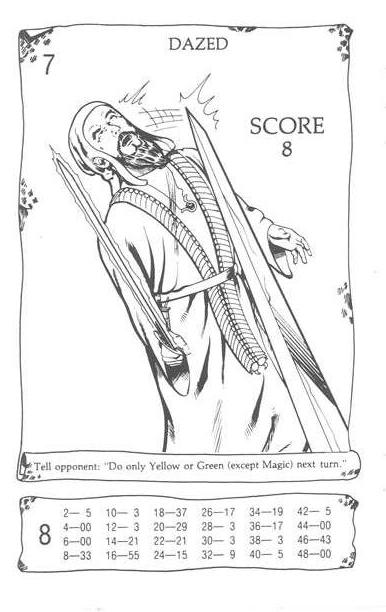 DAZED
7
SCORE
8
Tell opponent: "Do only Yellow or Green (except Magic) next turn."
8
2— 5 10— 3 18—37 26—17 34—19 42— 5
4—00 12— 3 20—29 28— 3 36—17 44—00
6—00 14—21 22—21 30— 3 38— 3 46—43
8—33 16—55 24—15 32— 9 40— 5 48—00